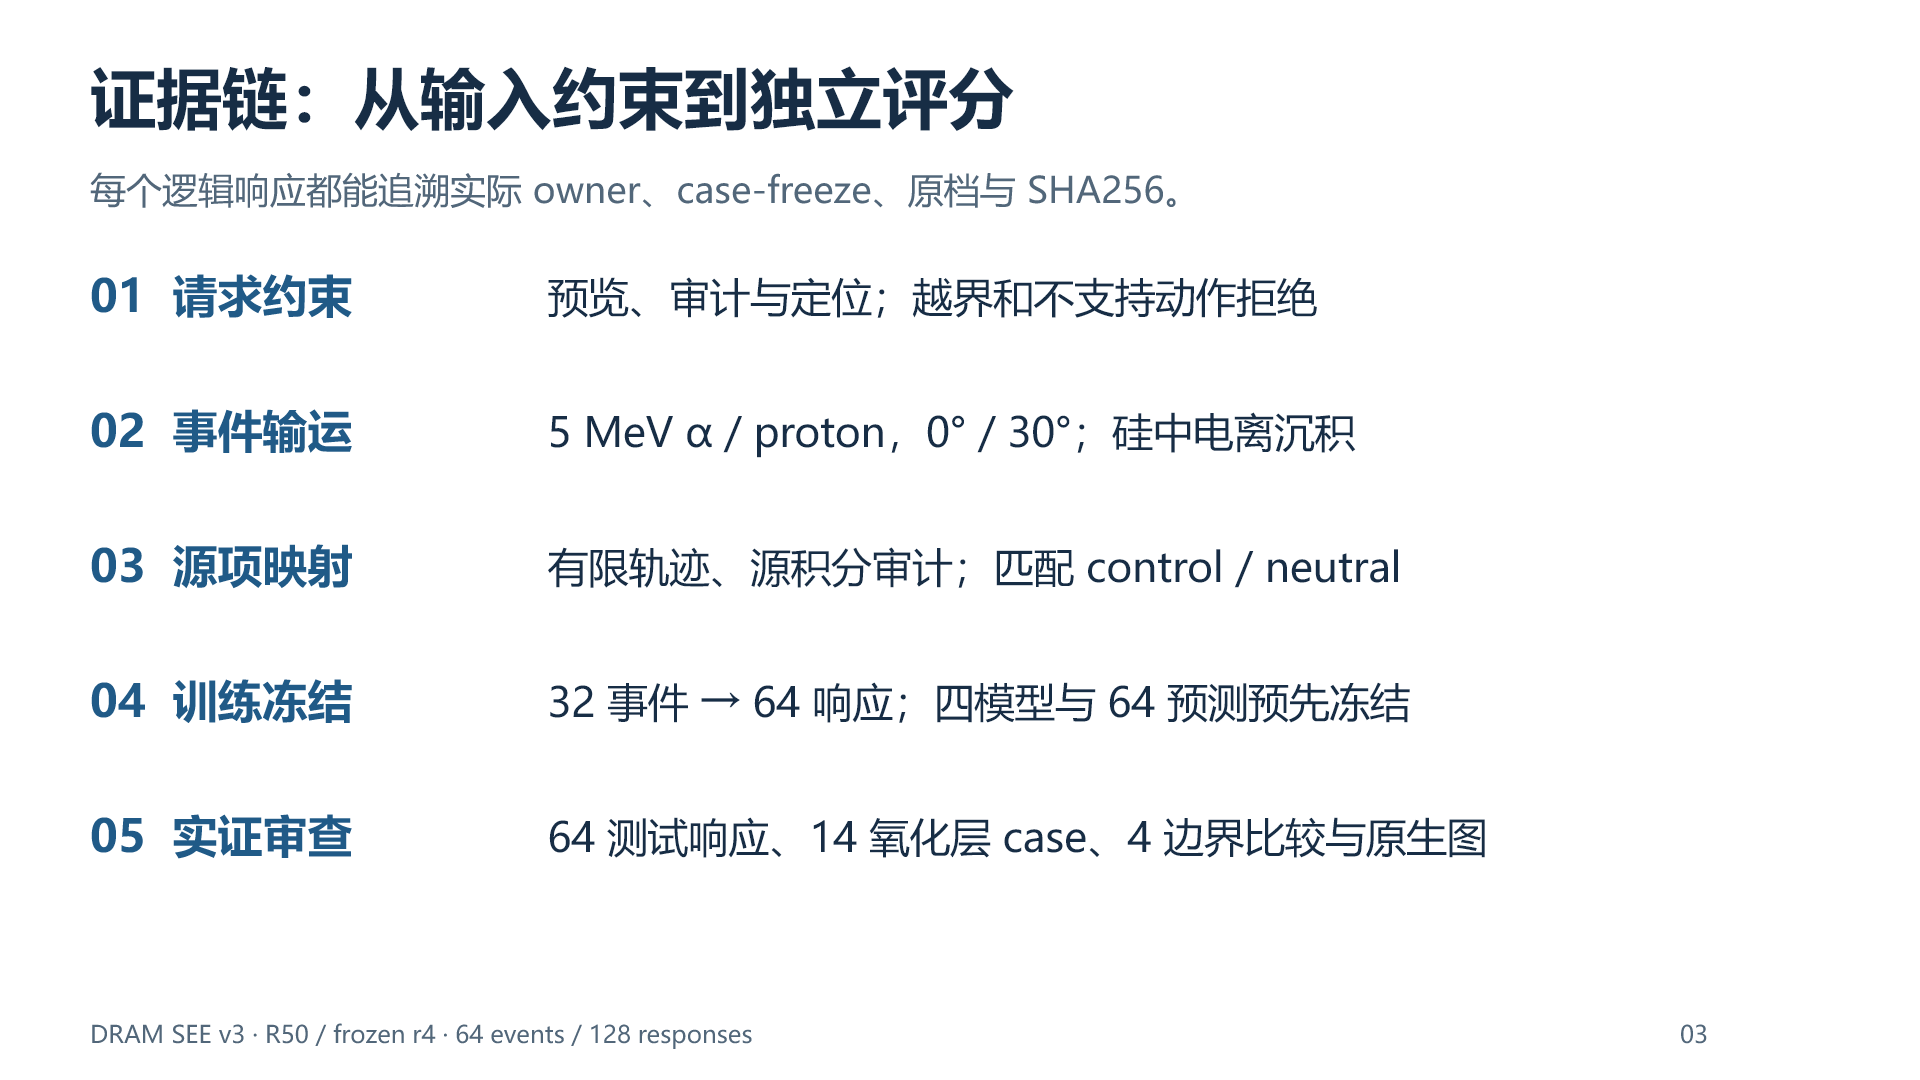 证据链：从输入约束到独立评分
每个逻辑响应都能追溯实际 owner、case-freeze、原档与 SHA256。
01 请求约束 预览、审计与定位；越界和不支持动作拒绝
02 事件输运 5 MeV α / proton，0° / 30°；硅中电离沉积
03 源项映射 有限轨迹、源积分审计；匹配 control / neutral
04 训练冻结 32 事件 → 64 响应；四模型与 64 预测预先冻结
05 实证审查 64 测试响应、14 氧化层 case、4 边界比较与原生图
DRAM SEE v3 · R50 / frozen r4 · 64 events / 128 responses 03